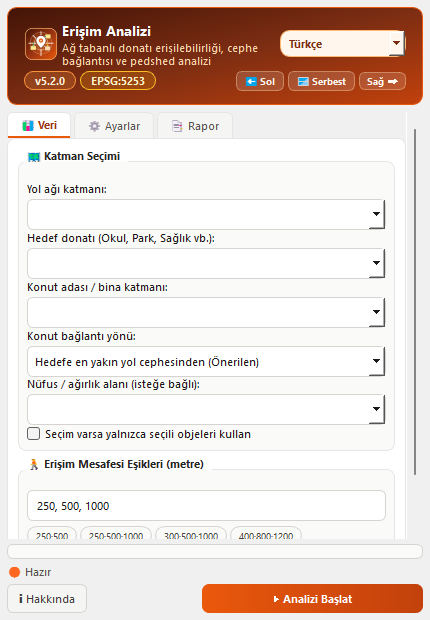 Erişim Analizi
Ağ tabanlı donatı erişilebilirliği, cephe
bağlantısı ve pedshed analizi
Türkçe
v5.2.0
EPSG:5253
Sol
Serbest
Sağ
Veri
Ayarlar
Rapor
Katman Seçimi
Yol ağı katmanı:
Hedef donatı (Okul, Park, Sağlık vb.):
Konut adası / bina katmanı:
Konut bağlantı yönü:
Hedefe en yakın yol cephesinden (Önerilen)
Nüfus / ağırlık alanı (isteğe bağlı):
Seçim varsa yalnızca seçili objeleri kullan
Erişim Mesafesi Eşikleri (metre)
250, 500, 1000
250·500
250·500·1000
300·500·1000
400·800·1200
Hazır
ℹ Hakkında
Analizi Başlat